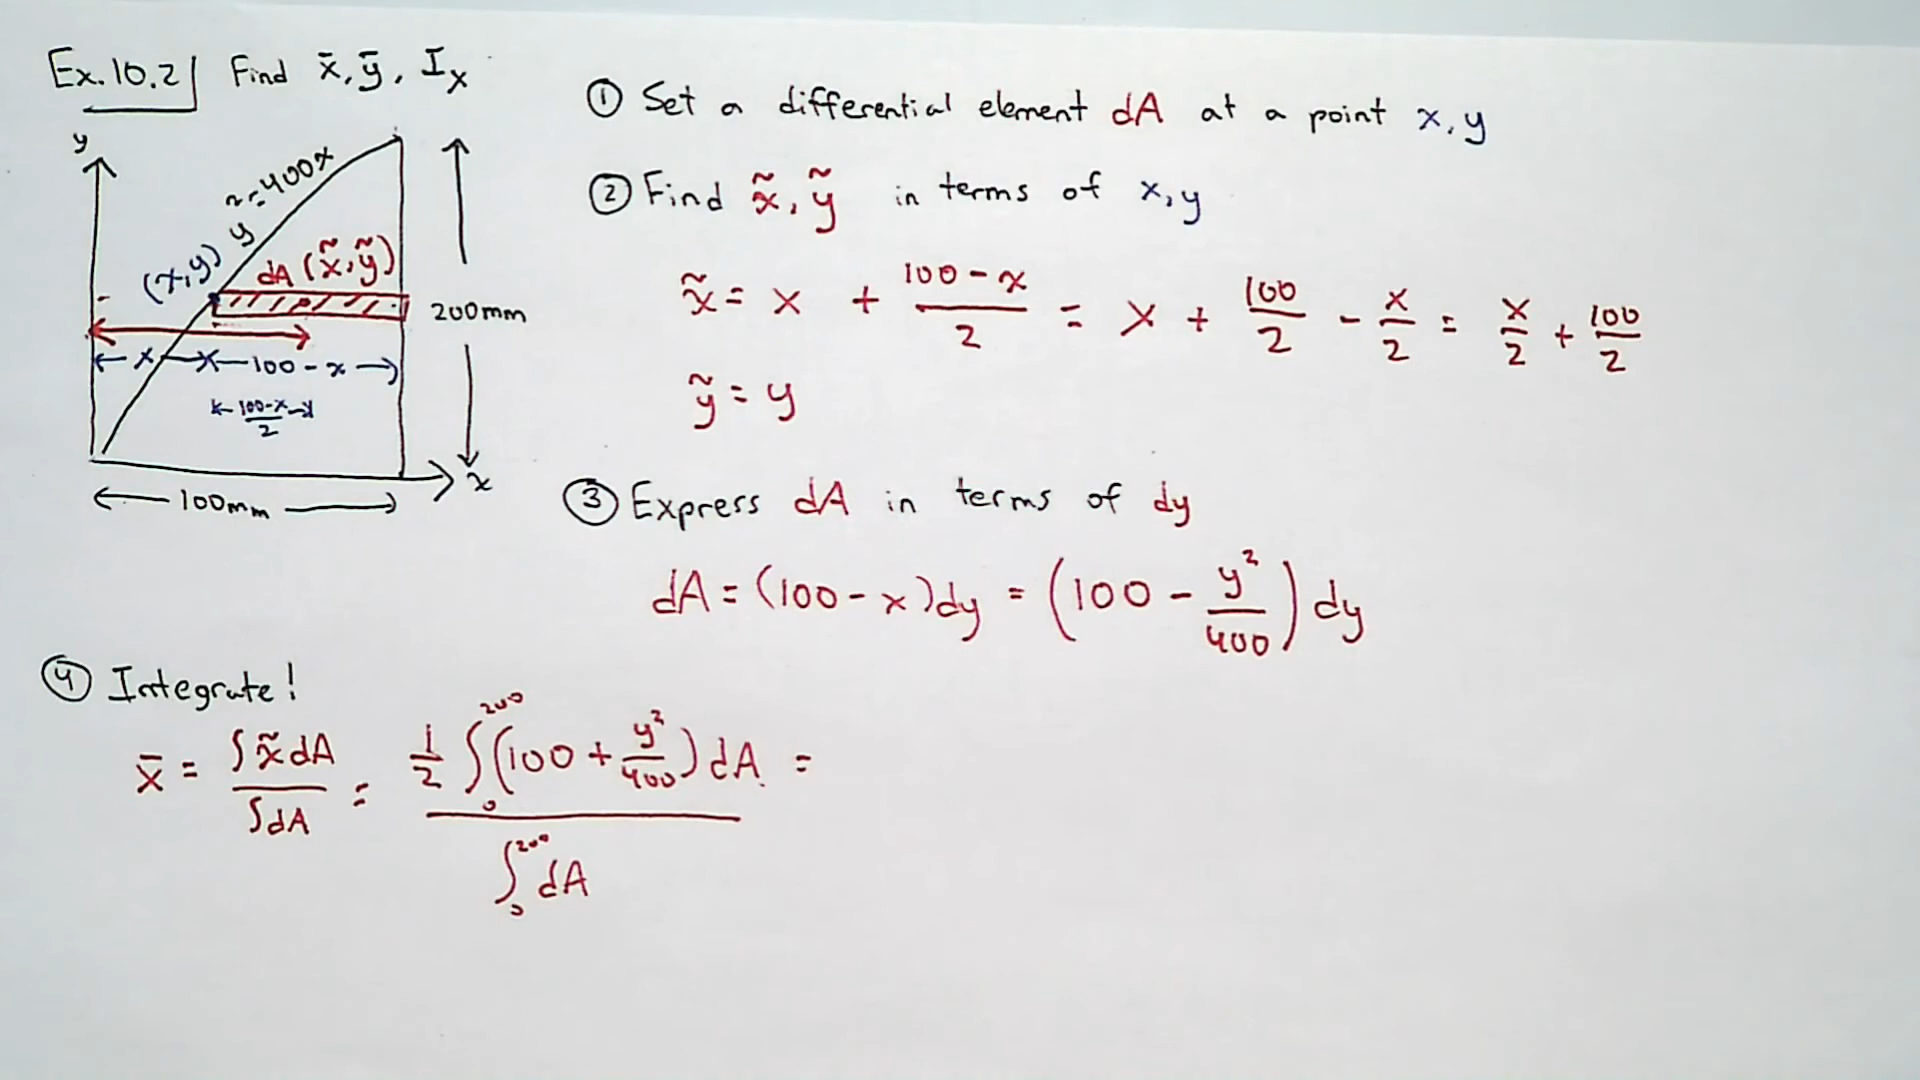 Ex. 10.2 Find x̄, ȳ, Iₓ
y
y² = 400x
(x,y)
dA (x̃,ỹ)
200mm
x
100 - x
100-x / 2
x
100mm
① Set a differential element dA at a point x, y
② Find x̃, ỹ in terms of x, y
x̃ = x + (100 - x)/2 = x + 100/2 - x/2 = x/2 + 100/2
ỹ = y
③ Express dA in terms of dy
dA = (100 - x)dy = (100 - y²/400) dy
④ Integrate!
x̄ = ∫x̃dA / ∫dA = 1/2 ∫₀²⁰⁰ (100 + y²/400) dA / ∫₀²⁰⁰ dA =